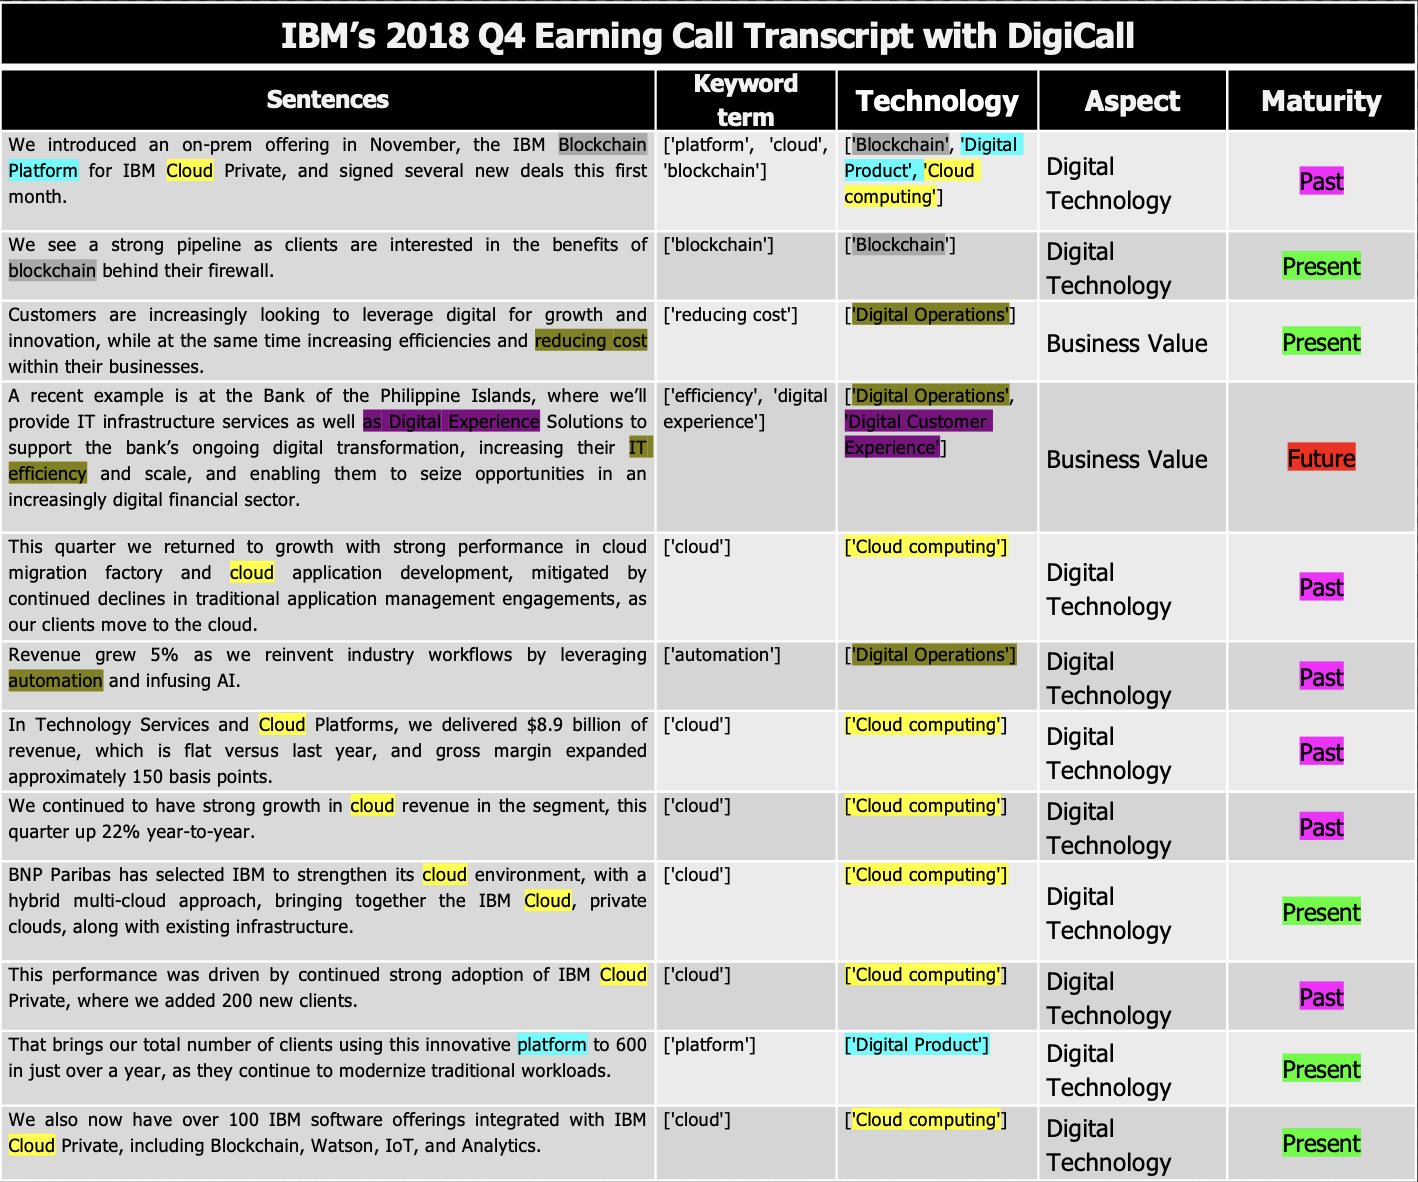 IBM’s 2018 Q4 Earning Call Transcript with DigiCall
Sentences
Keyword
term
Technology
Aspect
Maturity
We introduced an on-prem offering in November, the IBM Blockchain
Platform for IBM Cloud Private, and signed several new deals this first
month.
['platform', 'cloud',
'blockchain']
['Blockchain', 'Digital
Product', 'Cloud
computing']
Digital
Technology
Past
We see a strong pipeline as clients are interested in the benefits of
blockchain behind their firewall.
['blockchain']
['Blockchain']
Digital
Technology
Present
Customers are increasingly looking to leverage digital for growth and
innovation, while at the same time increasing efficiencies and reducing cost
within their businesses.
['reducing cost']
['Digital Operations']
Business Value
Present
A recent example is at the Bank of the Philippine Islands, where we’ll
provide IT infrastructure services as well as Digital Experience Solutions to
support the bank’s ongoing digital transformation, increasing their IT
efficiency and scale, and enabling them to seize opportunities in an
increasingly digital financial sector.
['efficiency', 'digital
experience']
['Digital Operations',
'Digital Customer
Experience']
Business Value
Future
This quarter we returned to growth with strong performance in cloud
migration factory and cloud application development, mitigated by
continued declines in traditional application management engagements, as
our clients move to the cloud.
['cloud']
['Cloud computing']
Digital
Technology
Past
Revenue grew 5% as we reinvent industry workflows by leveraging
automation and infusing AI.
['automation']
['Digital Operations']
Digital
Technology
Past
In Technology Services and Cloud Platforms, we delivered $8.9 billion of
revenue, which is flat versus last year, and gross margin expanded
approximately 150 basis points.
['cloud']
['Cloud computing']
Digital
Technology
Past
We continued to have strong growth in cloud revenue in the segment, this
quarter up 22% year-to-year.
['cloud']
['Cloud computing']
Digital
Technology
Past
BNP Paribas has selected IBM to strengthen its cloud environment, with a
hybrid multi-cloud approach, bringing together the IBM Cloud, private
clouds, along with existing infrastructure.
['cloud']
['Cloud computing']
Digital
Technology
Present
This performance was driven by continued strong adoption of IBM Cloud
Private, where we added 200 new clients.
['cloud']
['Cloud computing']
Digital
Technology
Past
That brings our total number of clients using this innovative platform to 600
in just over a year, as they continue to modernize traditional workloads.
['platform']
['Digital Product']
Digital
Technology
Present
We also now have over 100 IBM software offerings integrated with IBM
Cloud Private, including Blockchain, Watson, IoT, and Analytics.
['cloud']
['Cloud computing']
Digital
Technology
Present